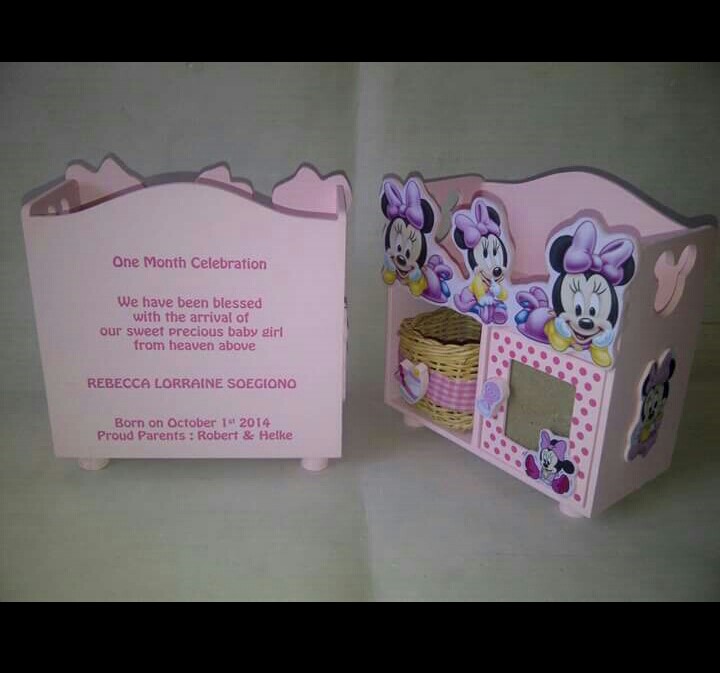 One Month Celebration
We have been blessed
with the arrival of
our sweet precious baby girl
from heaven above
REBECCA LORRAINE SOEGIONO
Born on October 1st 2014
Proud Parents : Robert & Helke